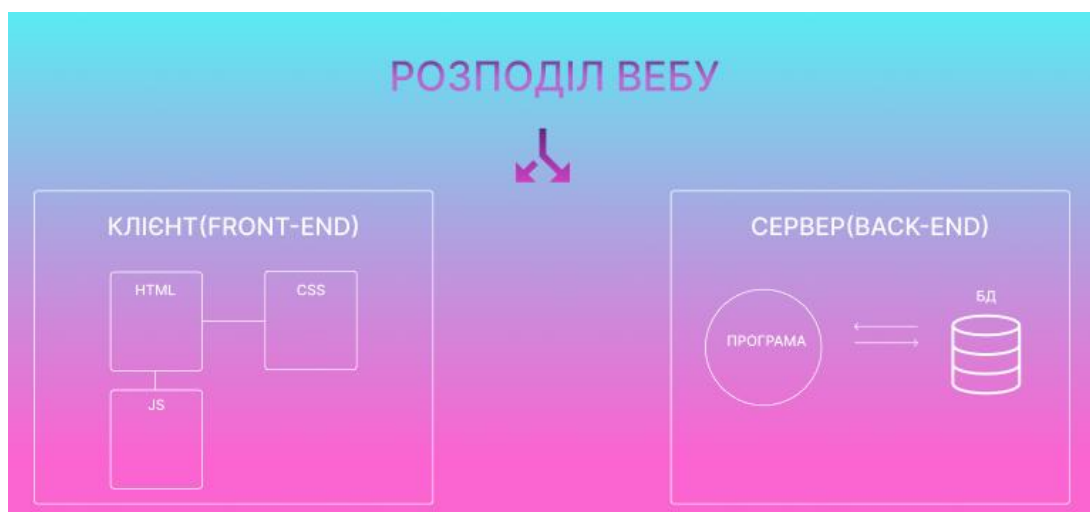 РОЗПОДІЛ ВЕБУ
КЛІЄНТ(FRONT-END)
HTML
CSS
JS
СЕРВЕР(BACK-END)
ПРОГРАМА
БД